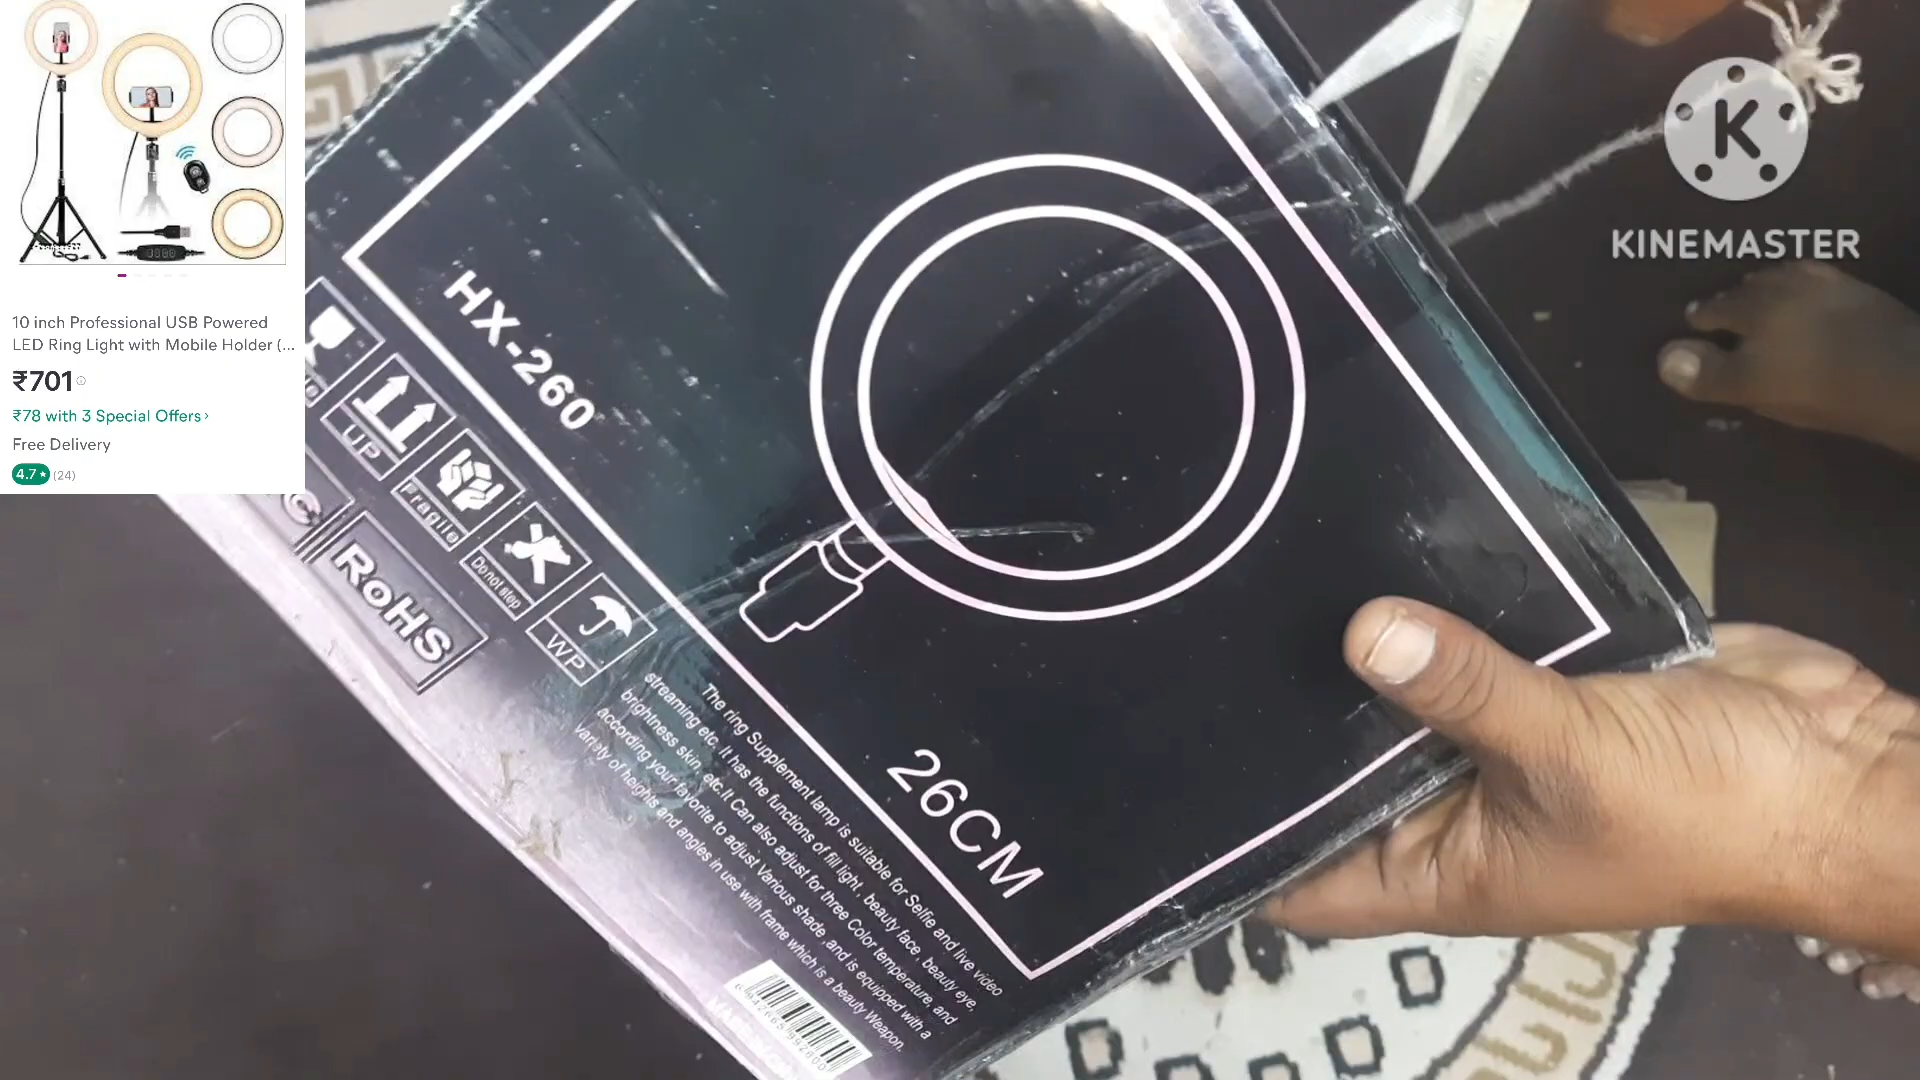 10 inch Professional USB Powered
LED Ring Light with Mobile Holder (...
₹701
₹78 with 3 Special Offers ›
Free Delivery
4.7 ★ (24)
K
KINEMASTER
HX-260
UP
Fragile
Do not step
WP
RoHS
26CM
The ring Supplement lamp is suitable for Selfie and live video
streaming etc. It has the functions of fill light , beauty face , beauty eye,
brightness skin, etc.It Can also adjust for three Color temperature, and
according your favorite to adjust Various shade ,and is equipped with a
variety of heights and angles in use with frame which is a beauty Weapon.